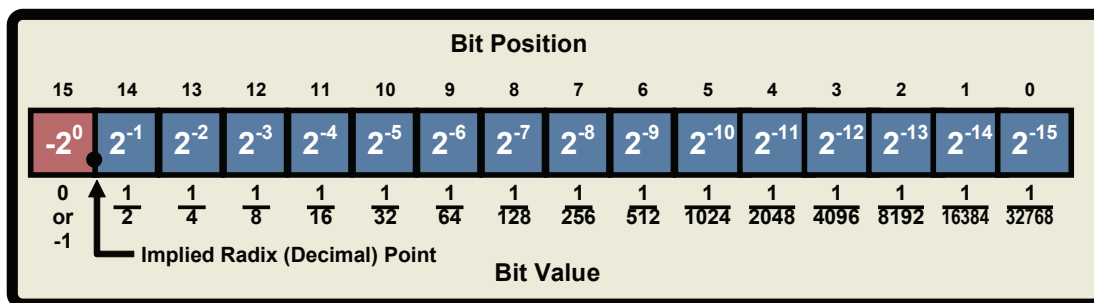 Bit Position
15 14 13 12 11 10 9 8 7 6 5 4 3 2 1 0
-2⁰ 2⁻¹ 2⁻² 2⁻³ 2⁻⁴ 2⁻⁵ 2⁻⁶ 2⁻⁷ 2⁻⁸ 2⁻⁹ 2⁻¹⁰ 2⁻¹¹ 2⁻¹² 2⁻¹³ 2⁻¹⁴ 2⁻¹⁵
0 1 1 1 1 1 1 1 1 1 1 1 1 1 1 1
or 2 4 8 16 32 64 128 256 512 1024 2048 4096 8192 16384 32768
-1
Implied Radix (Decimal) Point
Bit Value